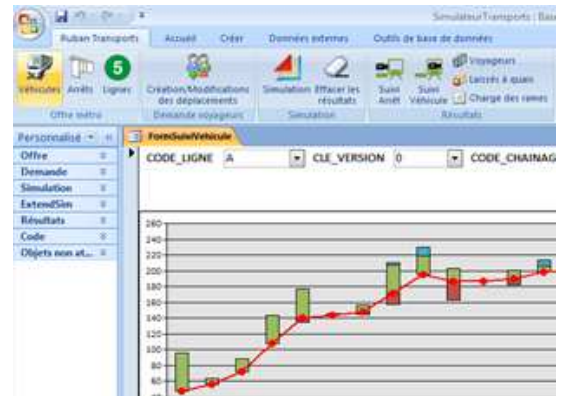 SimulateurTransports : Bas
Ruban Transports Accueil Créer Données externes Outils de base de données
Véhicules Arrêts Lignes Création/Modifications des déplacements Simulation Effacer les résultats Suivi Arrêt Suivi Véhicule Voyageurs
Laissés à quais
Charge des rames
Offre métro Demande voyageurs Simulation Résultats
Personnalisé
FormSuiviVehicule
Offre
Demande
Simulation
ExtendSim
Résultats
Code
Objets non at...
CODE_LIGNE A CLE_VERSION 0 CODE_CHAINAG
260
240
220
200
180
160
140
120
100
80
60
40